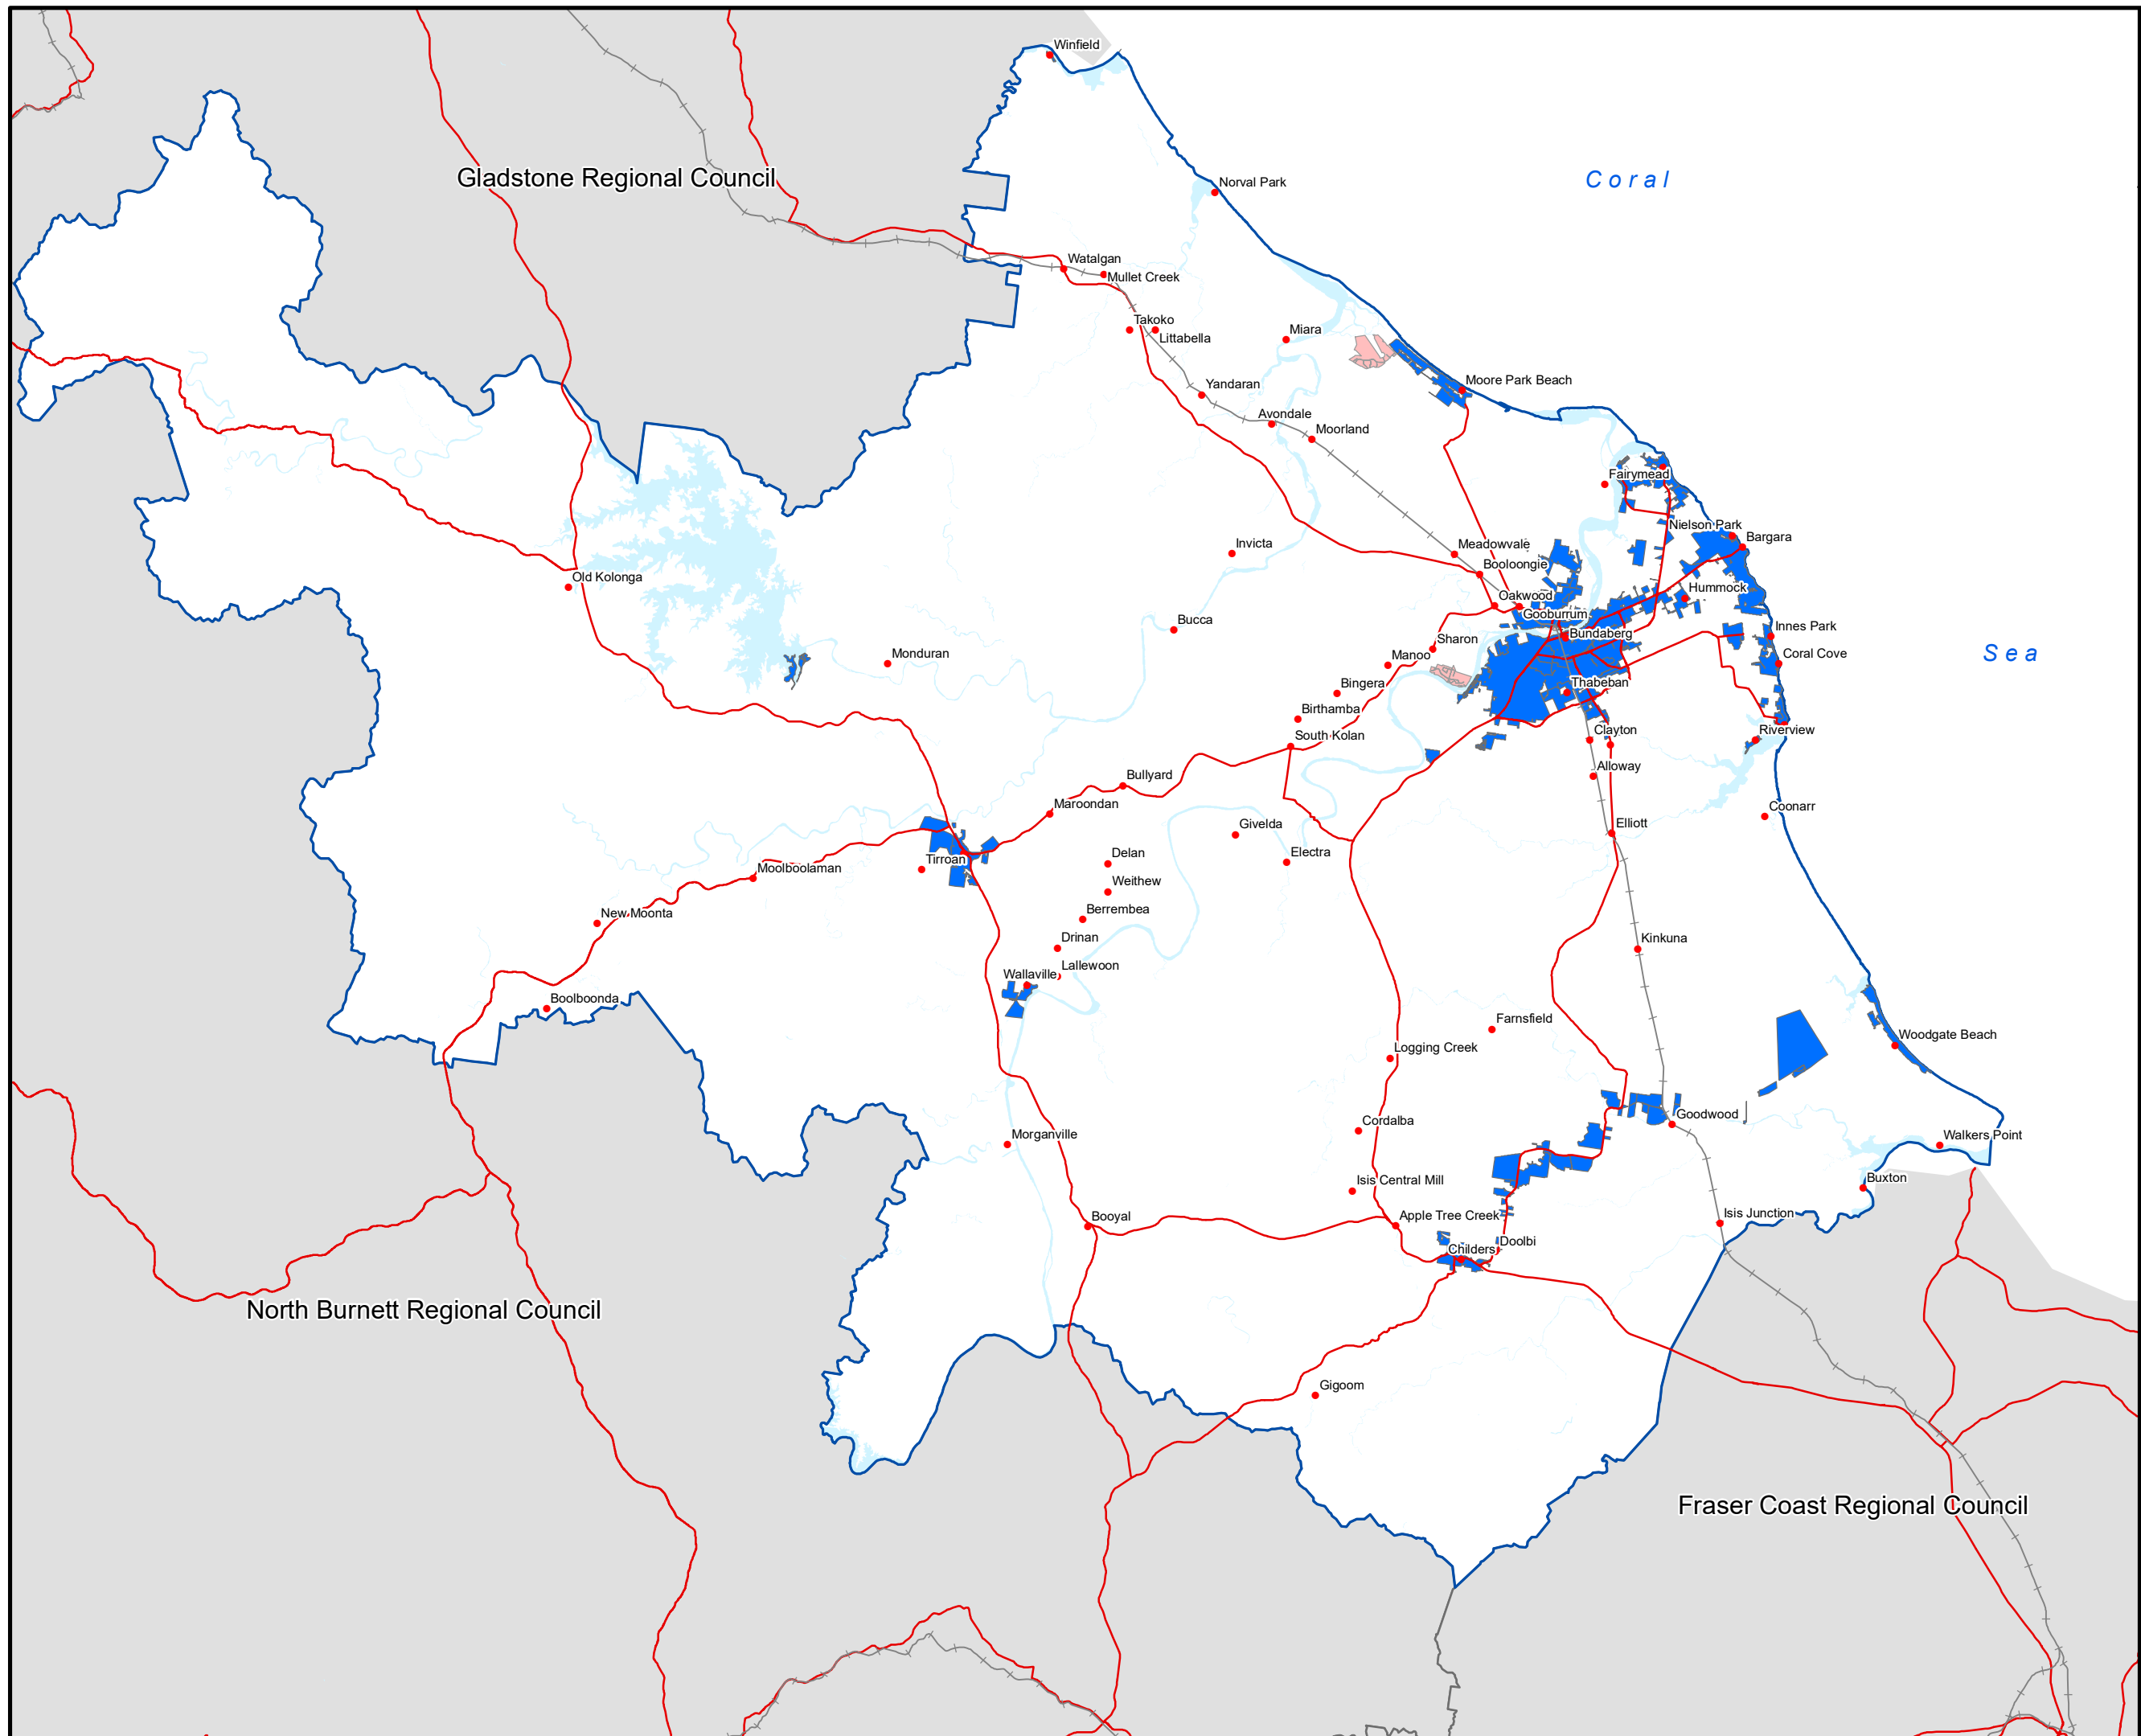 Winfield
Gladstone Regional Council
Norval Park
C o r a l
Watalgan
Mullet Creek
Takoko
Littabella
Miara
Yandaran
Moore Park Beach
Avondale
Moorland
Fairymead
Nielson Park
Bargara
Invicta
Meadowvale
Booloongie
Old Kolonga
Hummock
Oakwood
Gooburrum
Bucca
Bundaberg
Innes Park
Sharon
Monduran
Manoo
Coral Cove
S e a
Bingera
Thabeban
Birthamba
South Kolan
Clayton
Riverview
Alloway
Bullyard
Maroondan
Coonarr
Givelda
Elliott
Tirroan
Delan
Electra
Moolboolaman
Weithew
New Moonta
Berrembea
Drinan
Kinkuna
Lallewoon
Wallaville
Boolboonda
Farnsfield
Woodgate Beach
Logging Creek
Goodwood
Cordalba
Morganville
Walkers Point
Isis Central Mill
Buxton
Booyal
Apple Tree Creek
Isis Junction
Doolbi
Childers
North Burnett Regional Council
Gigoom
Fraser Coast Regional Council